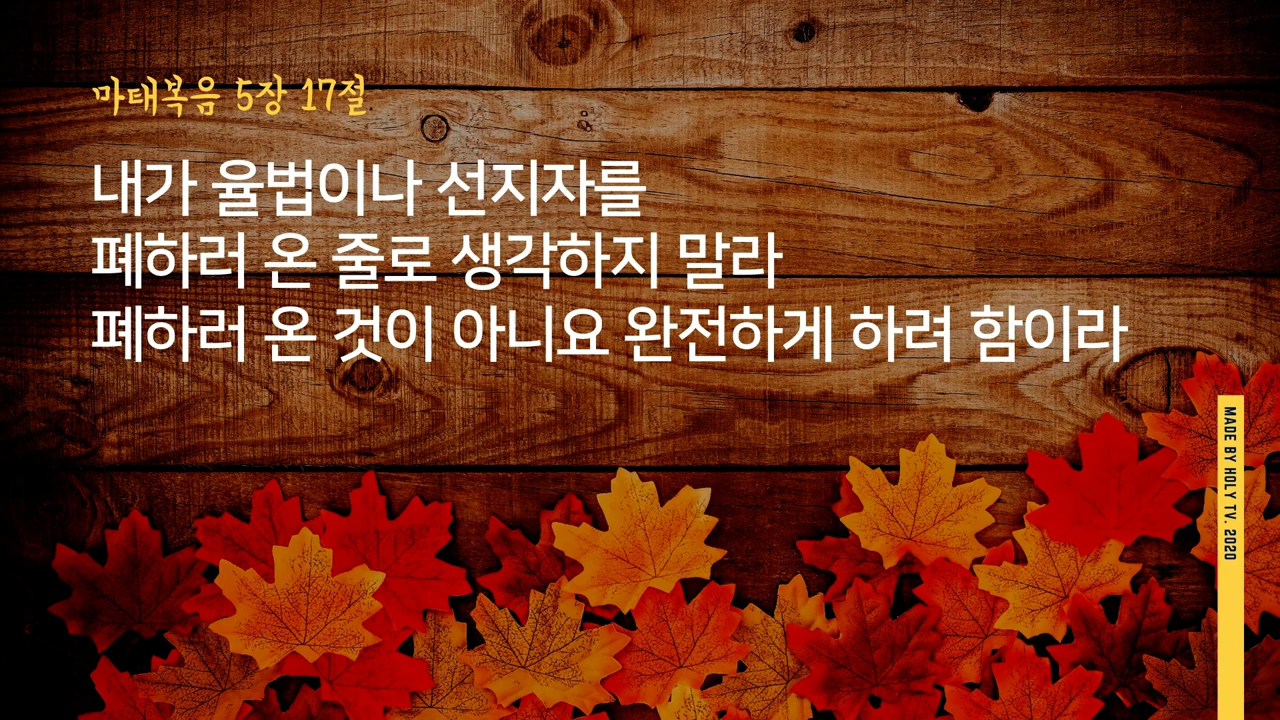 마태복음 5장 17절
내가 율법이나 선지자를
폐하러 온 줄로 생각하지 말라
폐하러 온 것이 아니요 완전하게 하려 함이라
MADE BY HOLY TV. 2020